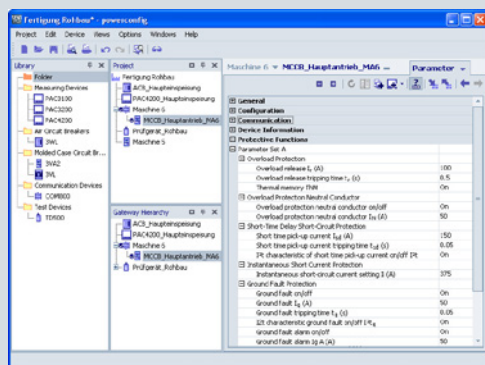 Fertigung Rohbau* - powerconfig
Project Edit Device Views Options Windows Help
Library
Folder
Measuring Devices
PAC3100
PAC3200
PAC4200
Air Circuit Breakers
3WL
Molded Case Circuit Br...
3VA2
3VL
Communication Devices
COM800
Test Devices
TD500
Project
Fertigung Rohbau
ACB_Haupteinspeisung
PAC4200_Haupteinspeisung
Maschine 6
MCCB_Hauptantrieb_MA6
Prüfgerät_Rohbau
Gateway Hierarchy
ACB_Haupteinspeisung
PAC4200_Haupteinspeisung
Maschine 6
MCCB_Hauptantrieb_MA6
Prüfgerät_Rohbau
Maschine 6 MCCB_Hauptantrieb_MA6 Parameter
General
Configuration
Communication
Device Information
Protective Functions
Parameter Set A
Overload Protection
Overload release Ir (A) 100
Overload release tripping time tr (s) 0.5
Thermal memory On
Overload Protection Neutral Conductor
Overload protection neutral conductor on/off On
Overload protection neutral conductor IN (A) 50
Short-Time Delay Short-Circuit Protection
Short time pick-up current Isd (A) 150
Short time pick-up current tripping time tsd (s) 0.05
I²t characteristic of short time pick-up current on/off On
Instantaneous Short Current Protection
Instantaneous short-circuit current setting I (A) 375
Ground Fault Protection
Ground fault on/off On
Ground fault Ig (A) 50
Ground fault tripping time tg (s) 0.05
I2t characteristic ground fault on/off I²tg On
Ground fault alarm on/off On
Ground fault alarm Ig A (A) 50